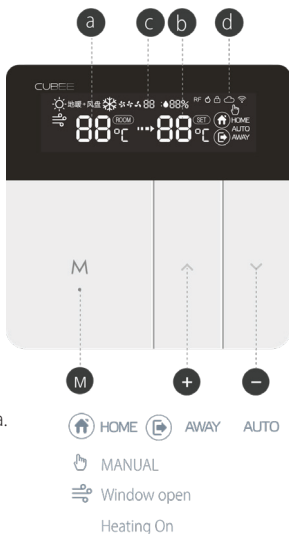 a c b d
CUBEE
地暖+风盘 88 88% RF
88°C ROOM 88°C SET HOME
AUTO
AWAY
M
M + −
a.
HOME AWAY AUTO
MANUAL
Window open
Heating On